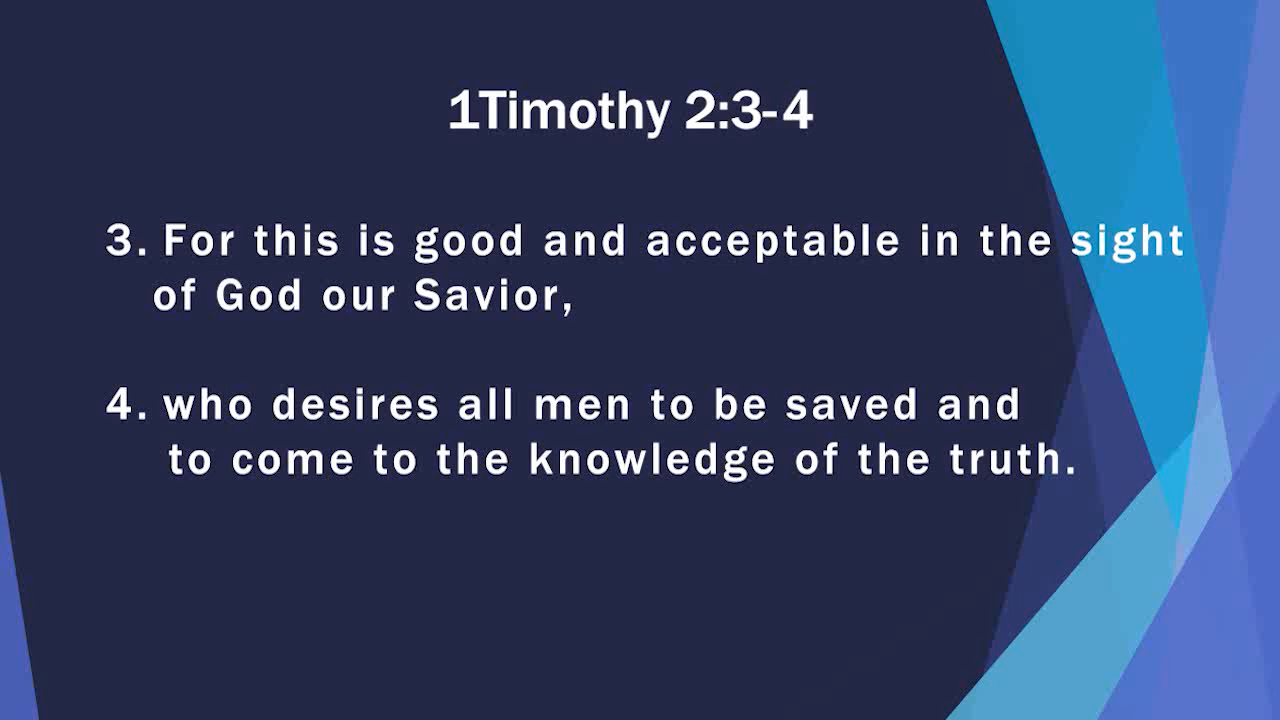 1Timothy 2:3-4
3. For this is good and acceptable in the sight
of God our Savior,
4. who desires all men to be saved and
to come to the knowledge of the truth.